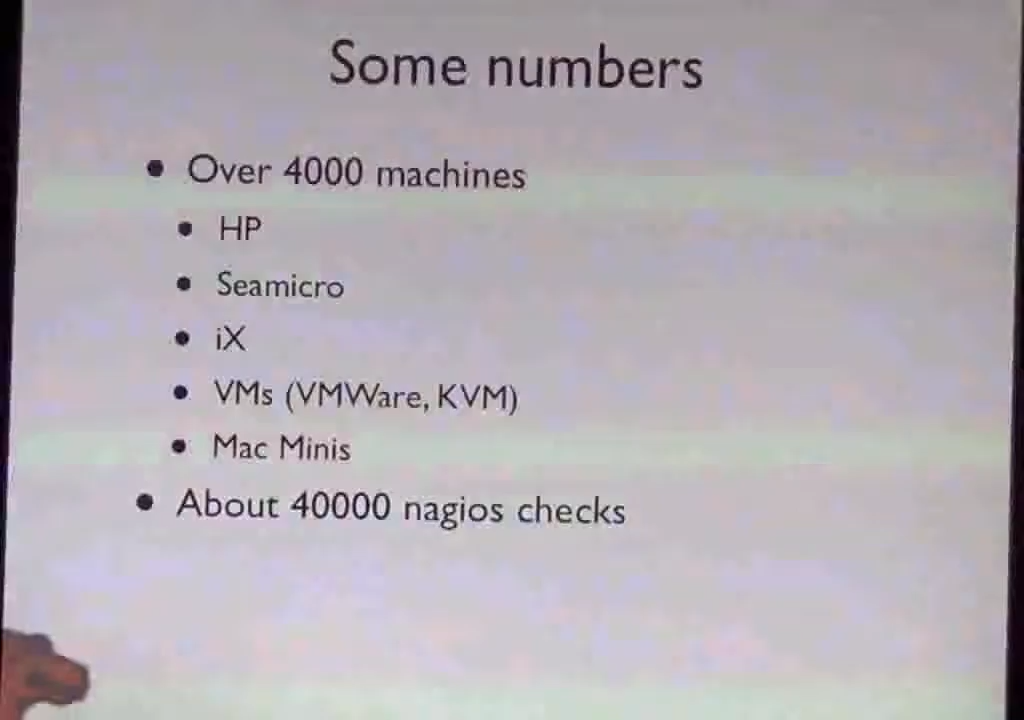 Some numbers
• Over 4000 machines
• HP
• Seamicro
• iX
• VMs (VMWare, KVM)
• Mac Minis
• About 40000 nagios checks